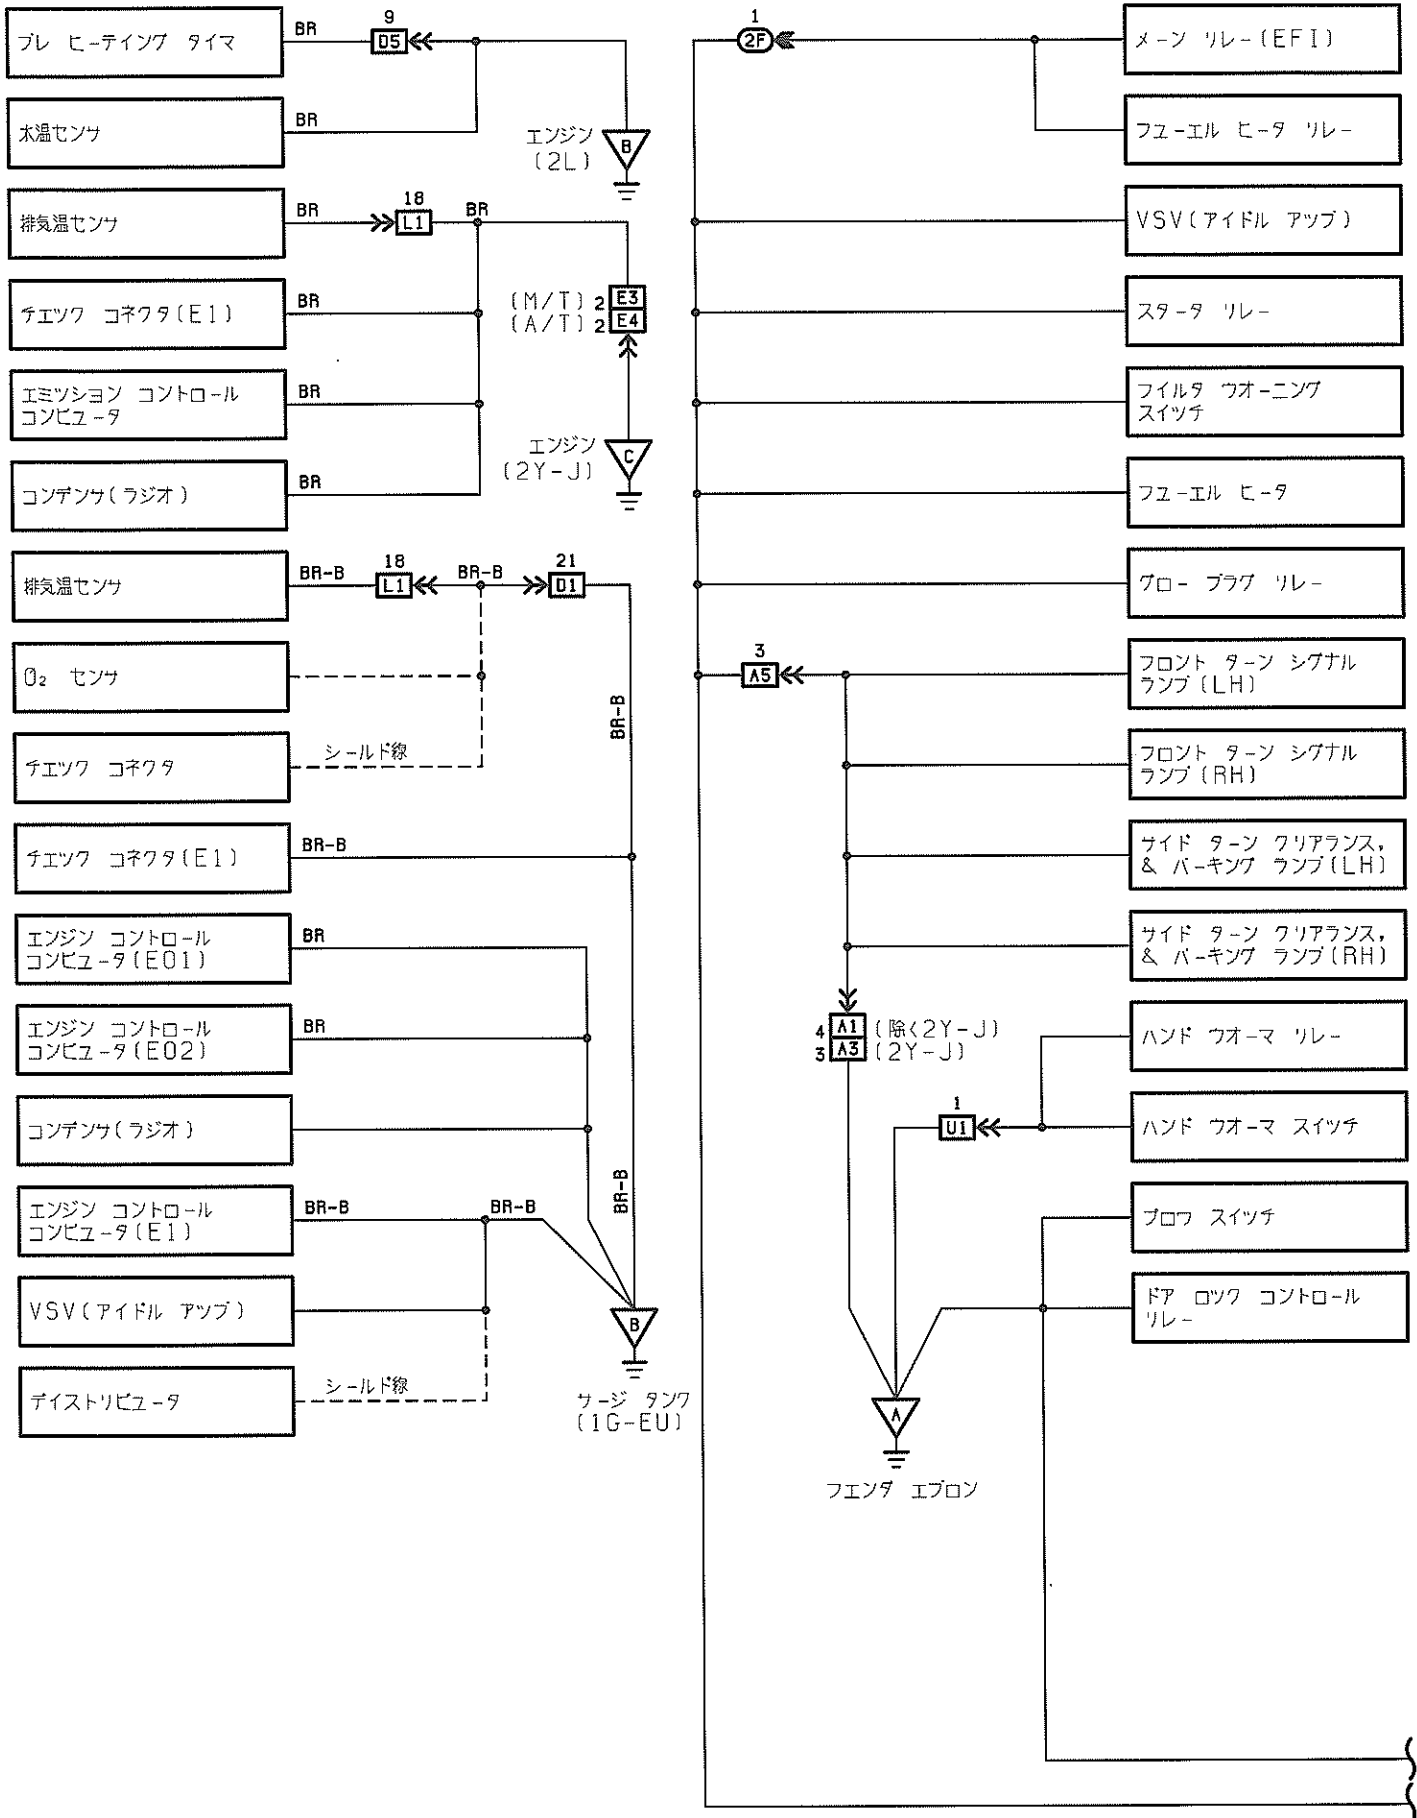 プレ ヒーティング タイマ
BR
9
D5
水温センサ
BR
エンジン
(2L)
B
排気温センサ
BR
18
L1
BR
チエツク コネクタ(E1)
BR
(M/T) 2 E3
(A/T) 2 E4
エミツション コントロール
コンピュータ
BR
エンジン
(2Y-J)
C
コンデンサ(ラジオ)
BR
排気温センサ
BR-B
18
L1
BR-B
21
D1
O₂ センサ
BR-B
チエツク コネクタ
シールド線
チエツク コネクタ(E1)
BR-B
エンジン コントロール
コンピュータ(E01)
BR
エンジン コントロール
コンピュータ(E02)
BR
コンデンサ(ラジオ)
BR-B
エンジン コントロール
コンピュータ(E1)
BR-B
BR-B
VSV(アイドル アツプ)
B
デイストリビュータ
シールド線
サージ タンク
(1G-EU)
1
2F
メーン リレー(EFI)
フユーエル ヒータ リレー
VSV(アイドル アツプ)
スタータ リレー
フイルタ ウオーニング
スイツチ
フユーエル ヒータ
グロー プラグ リレー
3
A5
フロント ターン シグナル
ランプ(LH)
フロント ターン シグナル
ランプ(RH)
サイド ターン クリアランス,
& パーキング ランプ(LH)
サイド ターン クリアランス,
& パーキング ランプ(RH)
4 A1 (除く2Y-J)
3 A3 (2Y-J)
ハンド ウオーマ リレー
1
U1
ハンド ウオーマ スイツチ
ブロワ スイツチ
ドア ロツク コントロール
リレー
A
フエンダ エプロン